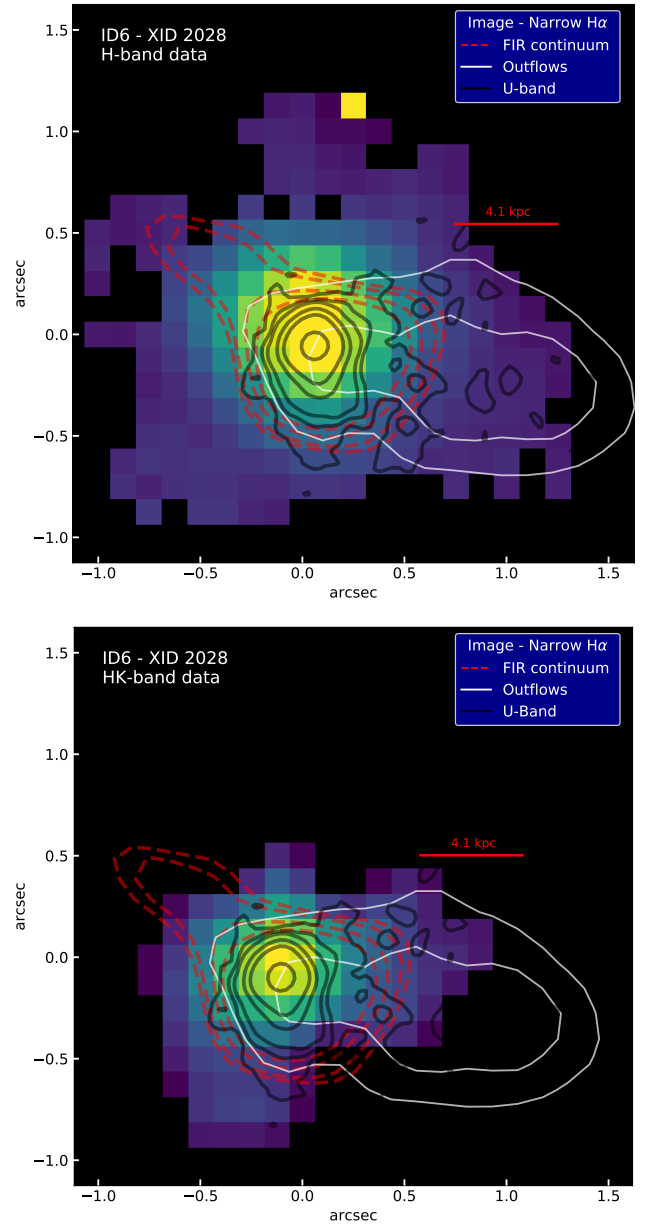 ID6 - XID 2028
H-band data
Image - Narrow Hα
FIR continuum
Outflows
U-band
4.1 kpc
1.5
1.0
0.5
0.0
−0.5
−1.0
arcsec
−1.0 −0.5 0.0 0.5 1.0 1.5
arcsec
ID6 - XID 2028
HK-band data
Image - Narrow Hα
FIR continuum
Outflows
U-Band
4.1 kpc
1.5
1.0
0.5
0.0
−0.5
−1.0
arcsec
−1.0 −0.5 0.0 0.5 1.0 1.5
arcsec